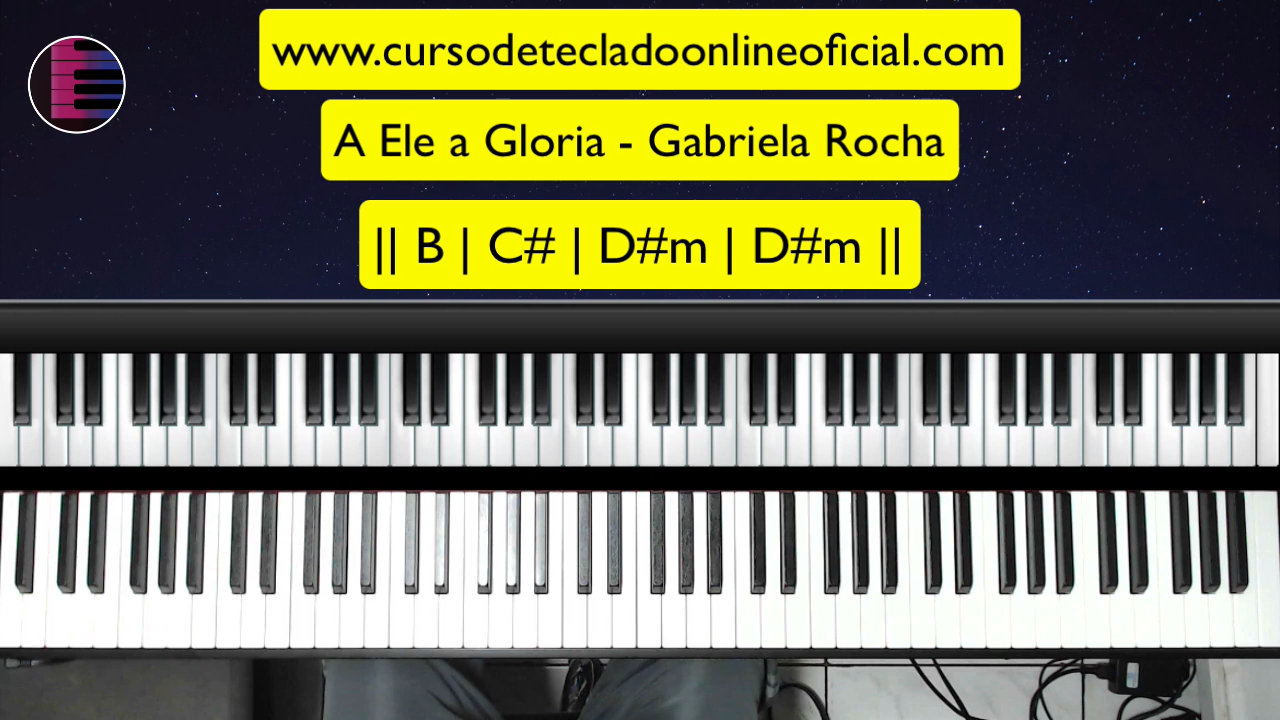 www.cursodetecladoonlineoficial.com
A Ele a Gloria - Gabriela Rocha
|| B | C# | D#m | D#m ||